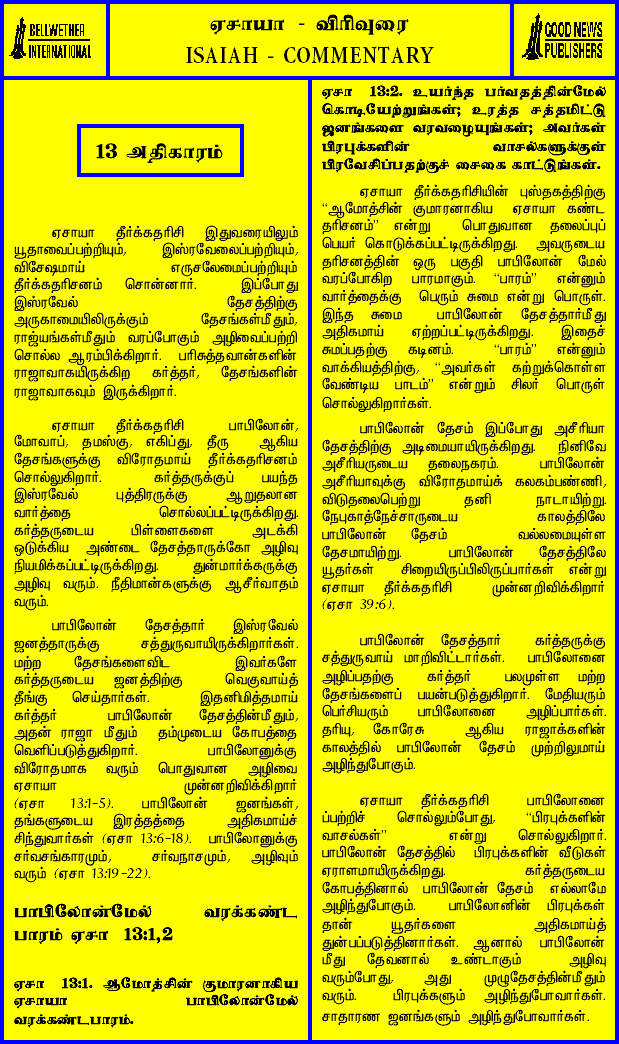 BELLWETHER
INTERNATIONAL
ஏசாயா - விரிவுரை
ISAIAH - COMMENTARY
GOOD NEWS
PUBLISHERS
13 அதிகாரம்
ஏசாயா தீர்க்கதரிசி இதுவரையிலும்
யூதாவைப்பற்றியும், இஸ்ரவேலைப்பற்றியும்,
விசேஷமாய் எருசலேமைப்பற்றியும்
தீர்க்கதரிசனம் சொன்னார். இப்போது
இஸ்ரவேல் தேசத்திற்கு
அருகாமையிலிருக்கும் தேசங்கள்மீதும்,
ராஜ்யங்கள்மீதும் வரப்போகும் அழிவைப்பற்றி
சொல்ல ஆரம்பிக்கிறார். பரிசுத்தவான்களின்
ராஜாவாகயிருக்கிற கர்த்தர், தேசங்களின்
ராஜாவாகவும் இருக்கிறார்.
ஏசாயா தீர்க்கதரிசி பாபிலோன்,
மோவாப், தமஸ்கு, எகிப்து, தீரு ஆகிய
தேசங்களுக்கு விரோதமாய் தீர்க்கதரிசனம்
சொல்லுகிறார். கர்த்தருக்குப் பயந்த
இஸ்ரவேல் புத்திரருக்கு ஆறுதலான
வார்த்தை சொல்லப்பட்டிருக்கிறது.
கர்த்தருடைய பிள்ளைகளை அடக்கி
ஒடுக்கிய அண்டை தேசத்தாருக்கோ அழிவு
நியமிக்கப்பட்டிருக்கிறது. துன்மார்க்கருக்கு
அழிவு வரும். நீதிமான்களுக்கு ஆசீர்வாதம்
வரும்.
பாபிலோன் தேசத்தார் இஸ்ரவேல்
ஜனத்தாருக்கு சத்துருவாயிருக்கிறார்கள்.
மற்ற தேசங்களைவிட இவர்களே
கர்த்தருடைய ஜனத்திற்கு வெகுவாய்த்
தீங்கு செய்தார்கள். இதனிமித்தமாய்
கர்த்தர் பாபிலோன் தேசத்தின்மீதும்,
அதன் ராஜா மீதும் தம்முடைய கோபத்தை
வெளிப்படுத்துகிறார். பாபிலோனுக்கு
விரோதமாக வரும் பொதுவான அழிவை
ஏசாயா முன்னறிவிக்கிறார்
(ஏசா 13:1-5). பாபிலோன் ஜனங்கள்,
தங்களுடைய இரத்தத்தை அதிகமாய்ச்
சிந்துவார்கள் (ஏசா 13:6-18). பாபிலோனுக்கு
சர்வசங்காரமும், சர்வநாசமும், அழிவும்
வரும் (ஏசா 13:19-22).
பாபிலோன்மேல் வரக்கண்ட
பாரம் ஏசா 13:1,2
ஏசா 13:1. ஆமோத்சின் குமாரனாகிய
ஏசாயா பாபிலோன்மேல்
வரக்கண்டபாரம்.
ஏசா 13:2. உயர்ந்த பர்வதத்தின்மேல்
கொடியேற்றுங்கள்; உரத்த சத்தமிட்டு
ஜனங்களை வரவழையுங்கள்; அவர்கள்
பிரபுக்களின் வாசல்களுக்குள்
பிரவேசிப்பதற்குச் சைகை காட்டுங்கள்.
ஏசாயா தீர்க்கதரிசியின் புஸ்தகத்திற்கு
“ஆமோத்சின் குமாரனாகிய ஏசாயா கண்ட
தரிசனம்” என்று பொதுவான தலைப்புப்
பெயர் கொடுக்கப்பட்டிருக்கிறது. அவருடைய
தரிசனத்தின் ஒரு பகுதி பாபிலோன் மேல்
வரப்போகிற பாரமாகும். “பாரம்” என்னும்
வார்த்தைக்கு பெரும் சுமை என்று பொருள்.
இந்த சுமை பாபிலோன் தேசத்தார்மீது
அதிகமாய் ஏற்றப்பட்டிருக்கிறது. இதைச்
சுமப்பதற்கு கடினம். “பாரம்” என்னும்
வாக்கியத்திற்கு, “அவர்கள் கற்றுக்கொள்ள
வேண்டிய பாடம்” என்றும் சிலர் பொருள்
சொல்லுகிறார்கள்.
பாபிலோன் தேசம் இப்போது அசீரியா
தேசத்திற்கு அடிமையாயிருக்கிறது. நினிவே
அசீரியருடைய தலைநகரம். பாபிலோன்
அசீரியாவுக்கு விரோதமாய்க் கலகம்பண்ணி,
விடுதலைபெற்று தனி நாடாயிற்று.
நேபுகாத்நேச்சாருடைய காலத்திலே
பாபிலோன் தேசம் வல்லமையுள்ள
தேசமாயிற்று. பாபிலோன் தேசத்திலே
யூதர்கள் சிறையிருப்பிலிருப்பார்கள் என்று
ஏசாயா தீர்க்கதரிசி முன்னறிவிக்கிறார்
(ஏசா 39:6).
பாபிலோன் தேசத்தார் கர்த்தருக்கு
சத்துருவாய் மாறிவிட்டார்கள். பாபிலோனை
அழிப்பதற்கு கர்த்தர் பலமுள்ள மற்ற
தேசங்களைப் பயன்படுத்துகிறார். மேதியரும்
பெர்சியரும் பாபிலோனை அழிப்பார்கள்.
தரியு, கோரேசு ஆகிய ராஜாக்களின்
காலத்தில் பாபிலோன் தேசம் முற்றிலுமாய்
அழிந்துபோகும்.
ஏசாயா தீர்க்கதரிசி பாபிலோனை
ப்பற்றிச் சொல்லும்போது, “பிரபுக்களின்
வாசல்கள்” என்று சொல்லுகிறார்.
பாபிலோன் தேசத்தில் பிரபுக்களின் வீடுகள்
ஏராளமாயிருக்கிறது. கர்த்தருடைய
கோபத்தினால் பாபிலோன் தேசம் எல்லாமே
அழிந்துபோகும். பாபிலோனின் பிரபுக்கள்
தான் யூதர்களை அதிகமாய்த்
துன்பப்படுத்தினார்கள். ஆனால் பாபிலோன்
மீது தேவனால் உண்டாகும் அழிவு
வரும்போது, அது முழுதேசத்தின்மீதும்
வரும். பிரபுக்களும் அழிந்துபோவார்கள்.
சாதாரண ஜனங்களும் அழிந்துபோவார்கள்.